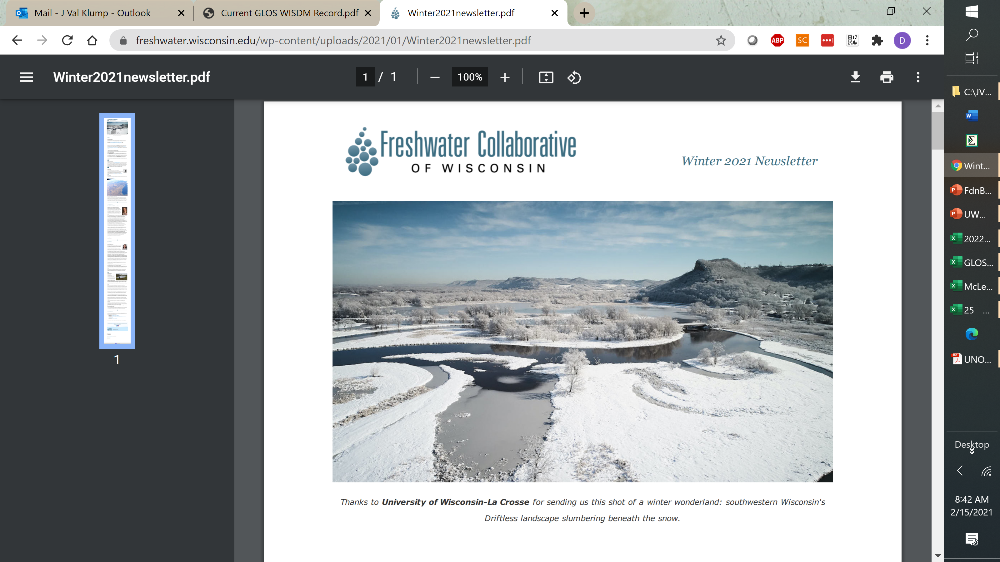 Mail - J Val Klump - Outlook
Current GLOS WISDM Record.pdf
Winter2021newsletter.pdf
freshwater.wisconsin.edu/wp-content/uploads/2021/01/Winter2021newsletter.pdf
ABP
SC
D
Winter2021newsletter.pdf
1 / 1
100%
1
Freshwater Collaborative
OF WISCONSIN
Winter 2021 Newsletter
Thanks to University of Wisconsin-La Crosse for sending us this shot of a winter wonderland: southwestern Wisconsin's
Driftless landscape slumbering beneath the snow.
C:\JV...
Wint...
FdnB...
UW...
2022...
GLOS...
McLe...
25 - ...
UNO...
Desktop
8:42 AM
2/15/2021